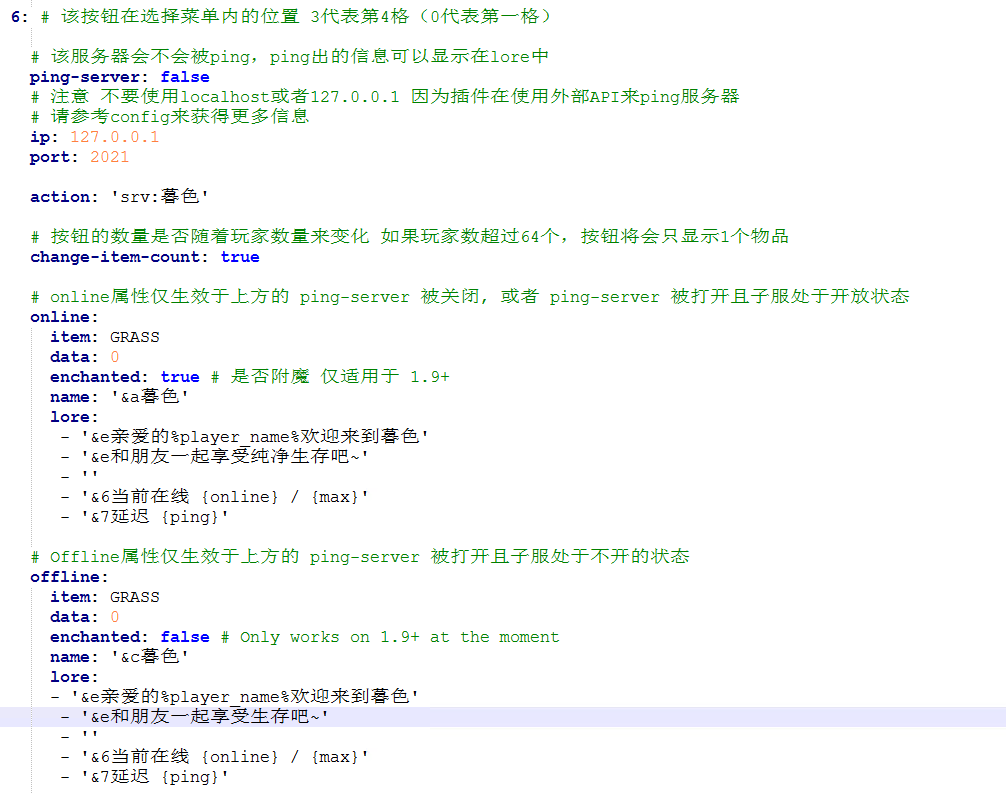 6: # 该按钮在选择菜单内的位置 3代表第4格（0代表第一格）
# 该服务器会不会被ping，ping出的信息可以显示在lore中
ping-server: false
# 注意 不要使用localhost或者127.0.0.1 因为插件在使用外部API来ping服务器
# 请参考config来获得更多信息
ip: 127.0.0.1
port: 2021
action: 'srv:暮色'
# 按钮的数量是否随着玩家数量来变化 如果玩家数超过64个，按钮将会只显示1个物品
change-item-count: true
# online属性仅生效于上方的 ping-server 被关闭, 或者 ping-server 被打开且子服处于开放状态
online:
item: GRASS
data: 0
enchanted: true # 是否附魔 仅适用于 1.9+
name: '&a暮色'
lore:
- '&e亲爱的%player_name%欢迎来到暮色'
- '&e和朋友一起享受纯净生存吧~'
- ''
- '&6当前在线 {online} / {max}'
- '&7延迟 {ping}'
# Offline属性仅生效于上方的 ping-server 被打开且子服处于不开的状态
offline:
item: GRASS
data: 0
enchanted: false # Only works on 1.9+ at the moment
name: '&c暮色'
lore:
- '&e亲爱的%player_name%欢迎来到暮色'
- '&e和朋友一起享受生存吧~'
- ''
- '&6当前在线 {online} / {max}'
- '&7延迟 {ping}'